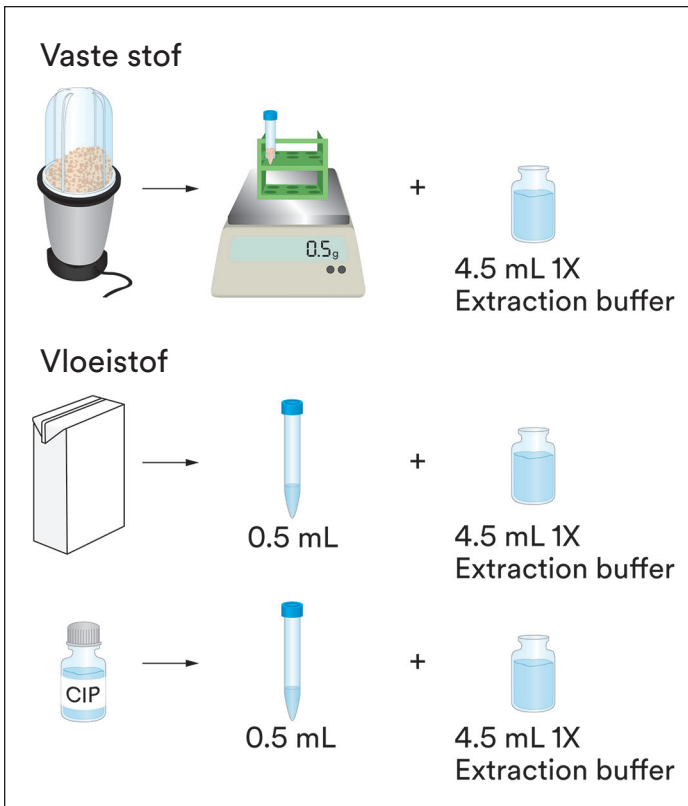 Vaste stof
0.5g
+
4.5 mL 1X
Extraction buffer
Vloeistof
0.5 mL
+
4.5 mL 1X
Extraction buffer
CIP
0.5 mL
+
4.5 mL 1X
Extraction buffer